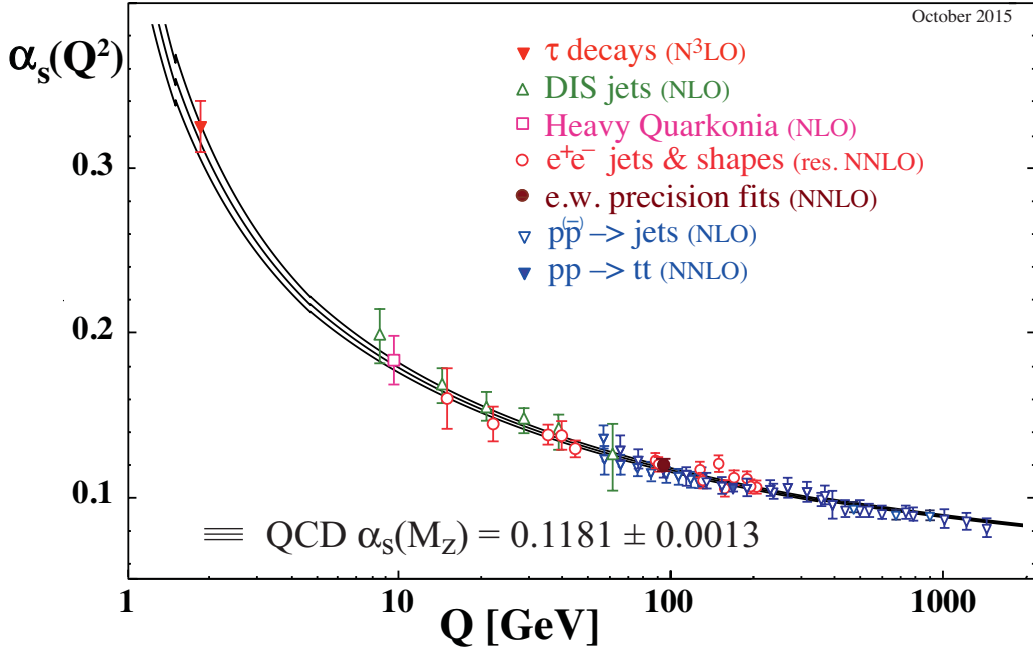 October 2015
αs(Q²)
τ decays (N³LO)
DIS jets (NLO)
Heavy Quarkonia (NLO)
e⁺e⁻ jets & shapes (res. NNLO)
e.w. precision fits (NNLO)
p(p̄) –> jets (NLO)
pp –> tt (NNLO)
0.3
0.2
0.1
QCD αs(Mz) = 0.1181 ± 0.0013
1 10 100 1000
Q [GeV]